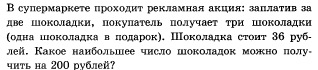 В супермаркете проходит рекламная акция: заплатив за
две шоколадки, покупатель получает три шоколадки
(одна шоколадка в подарок). Шоколадка стоит 36 руб-
лей. Какое наибольшее число шоколадок можно полу-
чить на 200 рублей?